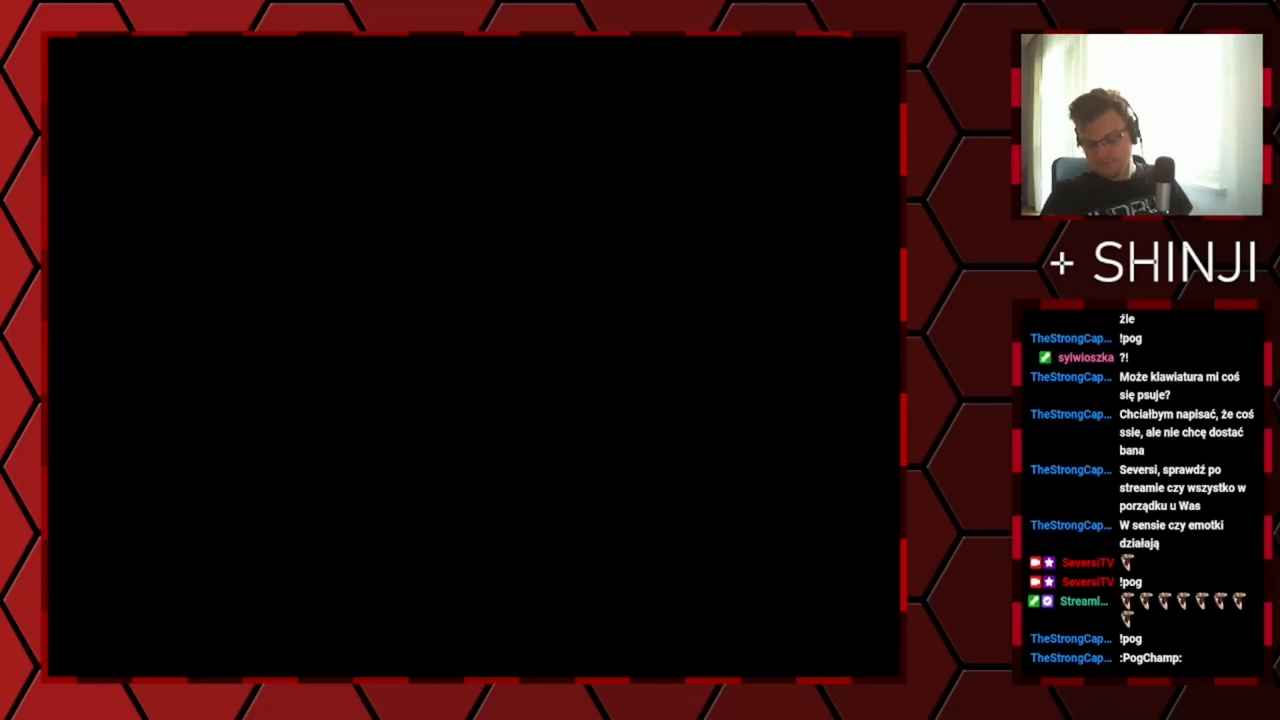 + SHINJI
źle
TheStrongCap... !pog
sylwioszka ?!
TheStrongCap... Może klawiatura mi coś
się psuje?
TheStrongCap... Chciałbym napisać, że coś
ssie, ale nie chcę dostać
bana
TheStrongCap... Seversi, sprawdź po
streamie czy wszystko w
porządku u Was
TheStrongCap... W sensie czy emotki
działają
SeversiTV
SeversiTV !pog
Streaml...
TheStrongCap... !pog
TheStrongCap... :PogChamp: